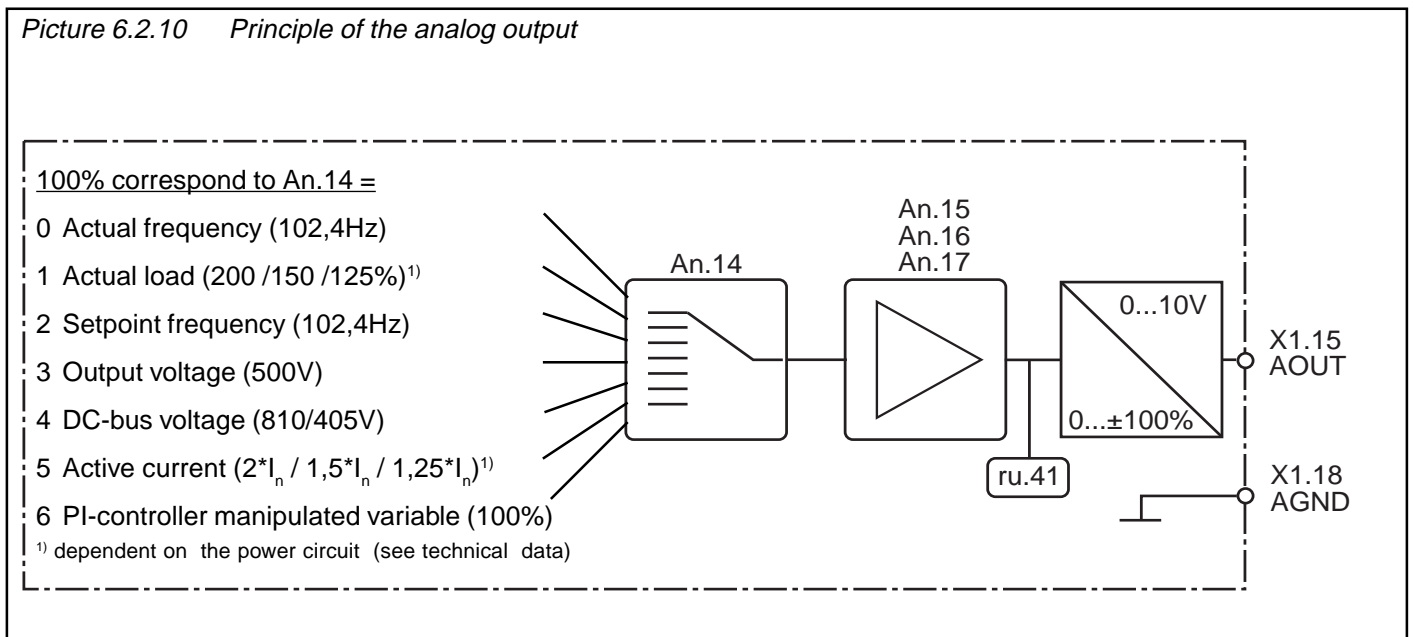 Picture 6.2.10 Principle of the analog output
100% correspond to An.14 =
0 Actual frequency (102,4Hz)
1 Actual load (200 /150 /125%)¹⁾
2 Setpoint frequency (102,4Hz)
3 Output voltage (500V)
4 DC-bus voltage (810/405V)
5 Active current (2*Iₙ / 1,5*Iₙ / 1,25*Iₙ)¹⁾
6 PI-controller manipulated variable (100%)
¹⁾ dependent on the power circuit (see technical data)
An.14
An.15
An.16
An.17
ru.41
0...10V
0...±100%
X1.15
AOUT
X1.18
AGND